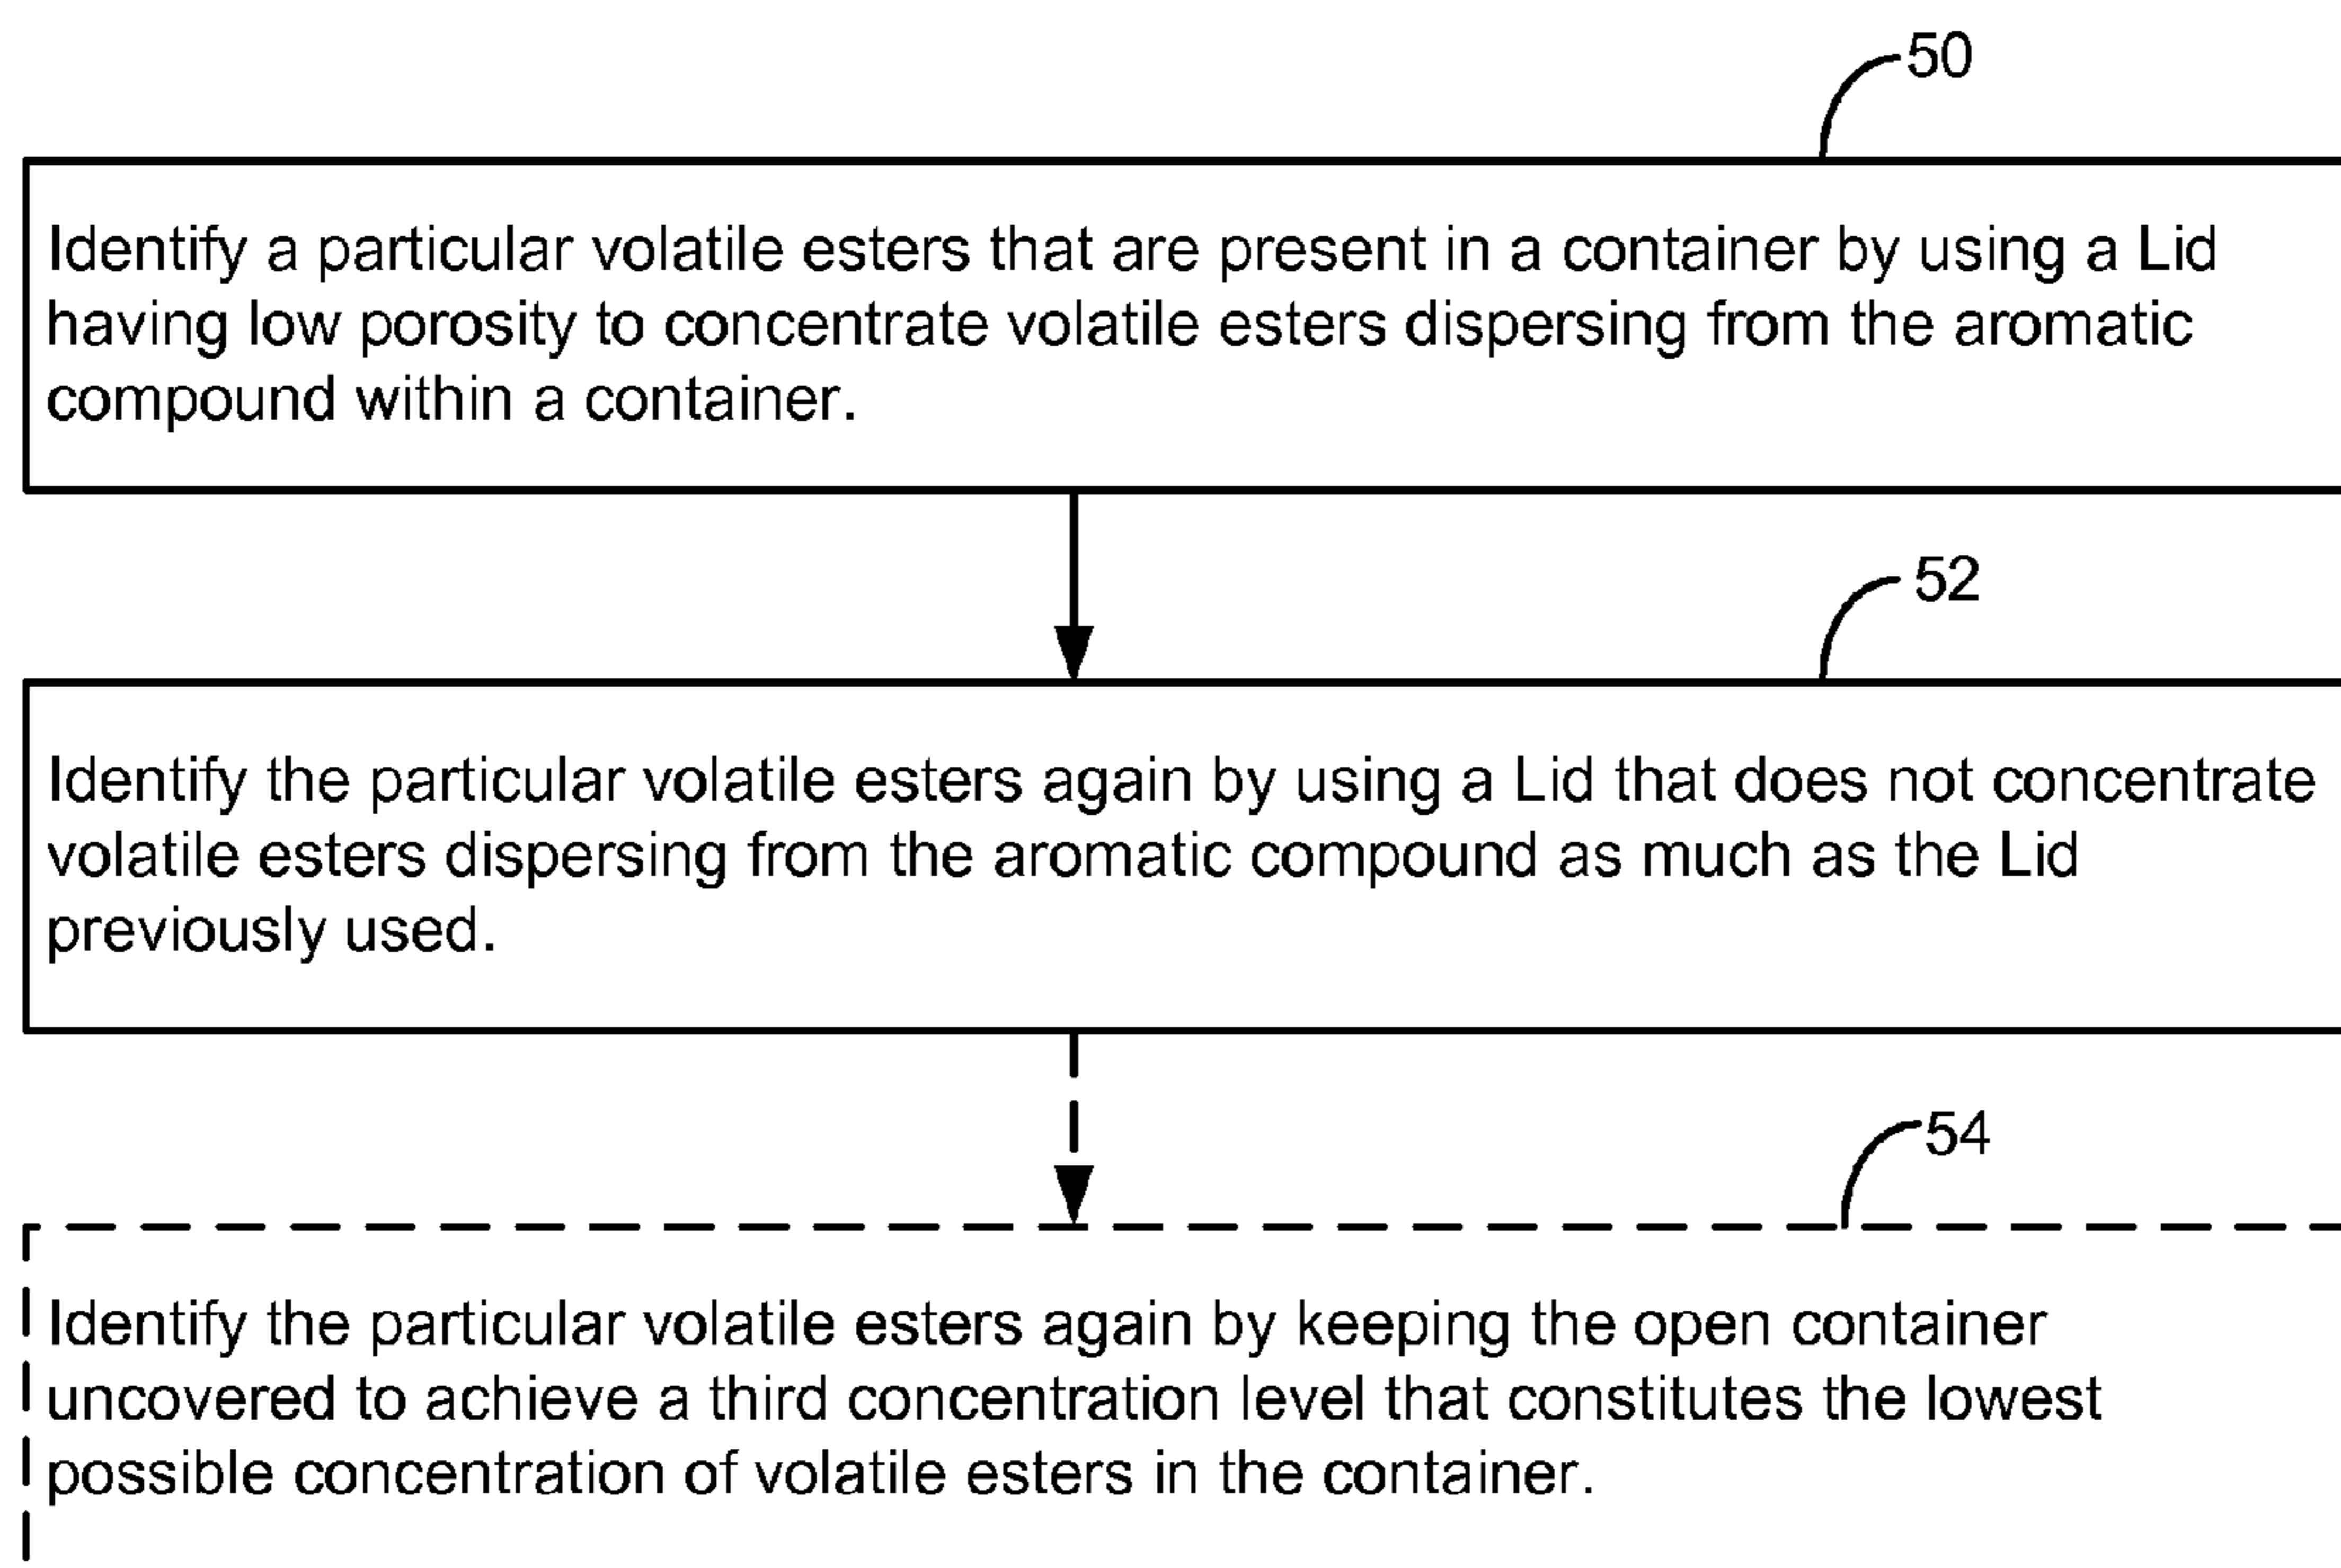 50
Identify a particular volatile esters that are present in a container by using a Lid
having low porosity to concentrate volatile esters dispersing from the aromatic
compound within a container.
52
Identify the particular volatile esters again by using a Lid that does not concentrate
volatile esters dispersing from the aromatic compound as much as the Lid
previously used.
54
Identify the particular volatile esters again by keeping the open container
uncovered to achieve a third concentration level that constitutes the lowest
possible concentration of volatile esters in the container.